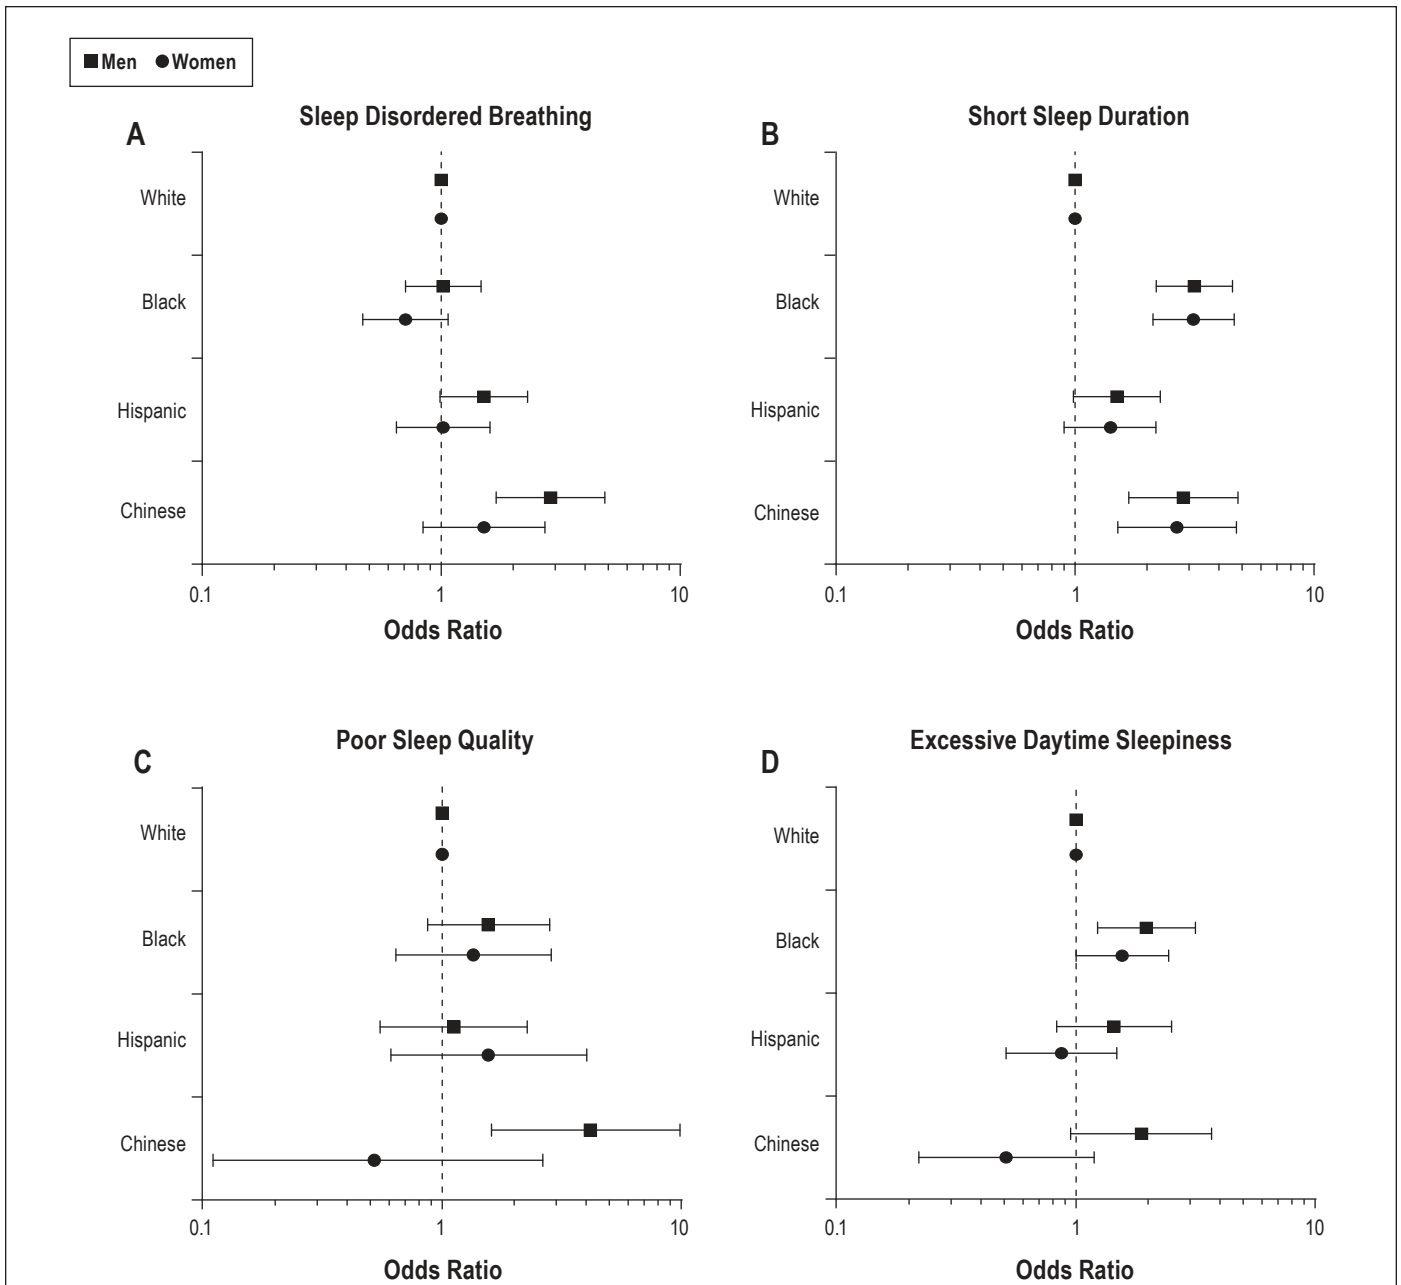 Men Women
A Sleep Disordered Breathing
White
Black
Hispanic
Chinese
0.1 1 10
Odds Ratio
B Short Sleep Duration
White
Black
Hispanic
Chinese
0.1 1 10
Odds Ratio
C Poor Sleep Quality
White
Black
Hispanic
Chinese
0.1 1 10
Odds Ratio
D Excessive Daytime Sleepiness
White
Black
Hispanic
Chinese
0.1 1 10
Odds Ratio